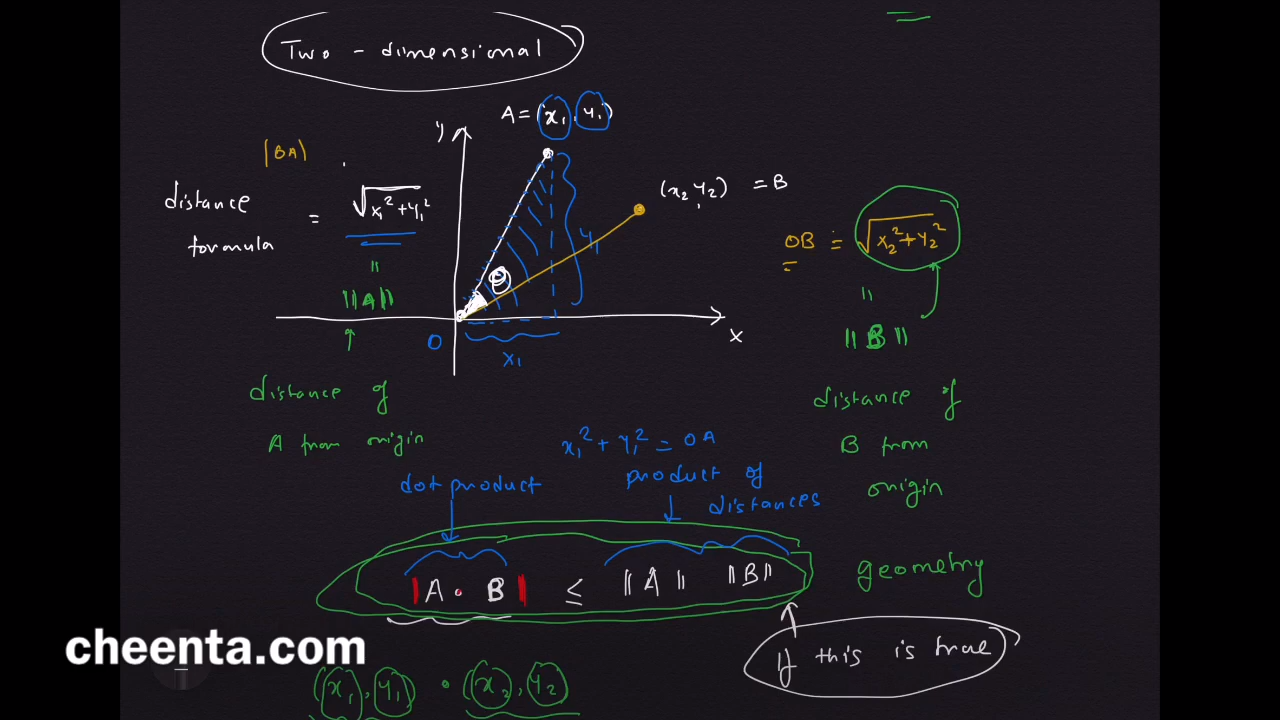 Two - dimensional
A = (x₁, y₁)
y
|OA|
distance formula = √x₁² + y₁²
"
||A||
(x₂, y₂) = B
OB = √x₂² + y₂²
"
||B||
θ
y₁
O
x₁
x
distance of
A from origin
distance of
B from
origin
x₁² + y₁² = OA
dot product
product of
distances
|A · B| ≤ ||A|| ||B||
geometry
if this is true
cheenta.com
(x₁, y₁) · (x₂, y₂)